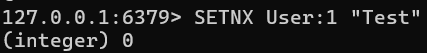 127.0.0.1:6379> SETNX User:1 "Test"
(integer) 0